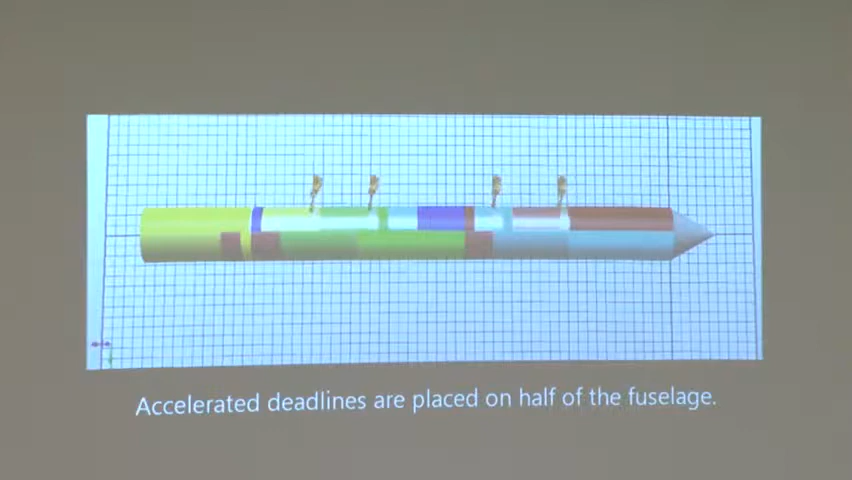 Accelerated deadlines are placed on half of the fuselage.